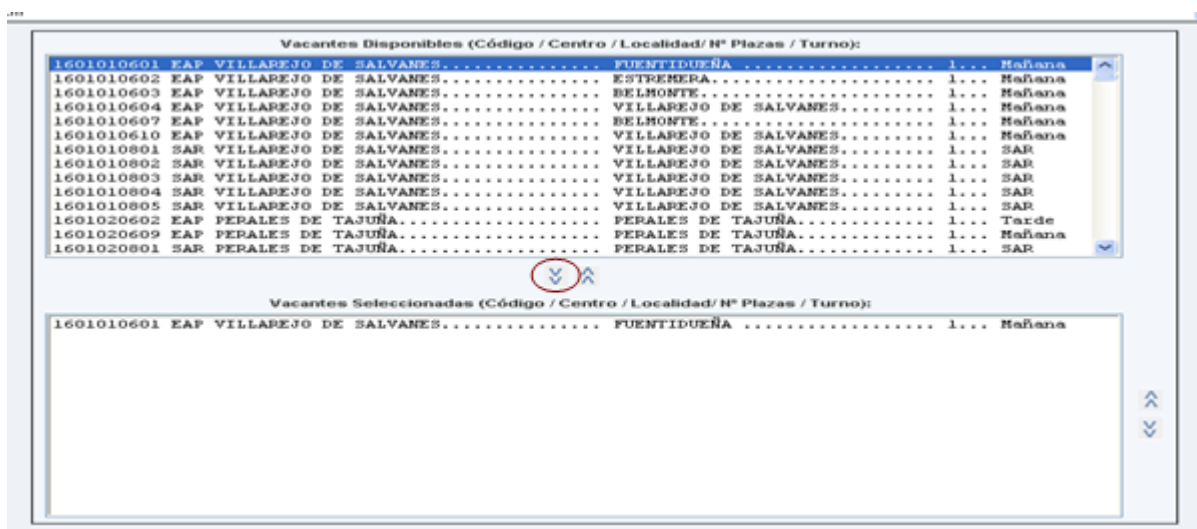 Vacantes Disponibles (Código / Centro / Localidad/ Nº Plazas / Turno):
1601010601 EAP VILLAREJO DE SALVANES............... FUENTIDUEÑA .................. 1... Mañana
1601010602 EAP VILLAREJO DE SALVANES............... ESTREMERA..................... 1... Mañana
1601010603 EAP VILLAREJO DE SALVANES............... BELMONTE...................... 1... Mañana
1601010604 EAP VILLAREJO DE SALVANES............... VILLAREJO DE SALVANES......... 1... Mañana
1601010607 EAP VILLAREJO DE SALVANES............... BELMONTE...................... 1... Mañana
1601010610 EAP VILLAREJO DE SALVANES............... VILLAREJO DE SALVANES......... 1... Mañana
1601010801 SAR VILLAREJO DE SALVANES............... VILLAREJO DE SALVANES......... 1... SAR
1601010802 SAR VILLAREJO DE SALVANES............... VILLAREJO DE SALVANES......... 1... SAR
1601010803 SAR VILLAREJO DE SALVANES............... VILLAREJO DE SALVANES......... 1... SAR
1601010804 SAR VILLAREJO DE SALVANES............... VILLAREJO DE SALVANES......... 1... SAR
1601010805 SAR VILLAREJO DE SALVANES............... VILLAREJO DE SALVANES......... 1... SAR
1601020602 EAP PERALES DE TAJUÑA................... PERALES DE TAJUÑA............. 1... Tarde
1601020609 EAP PERALES DE TAJUÑA................... PERALES DE TAJUÑA............. 1... Mañana
1601020801 SAR PERALES DE TAJUÑA................... PERALES DE TAJUÑA............. 1... SAR
Vacantes Seleccionadas (Código / Centro / Localidad/ Nº Plazas / Turno):
1601010601 EAP VILLAREJO DE SALVANES............... FUENTIDUEÑA .................. 1... Mañana